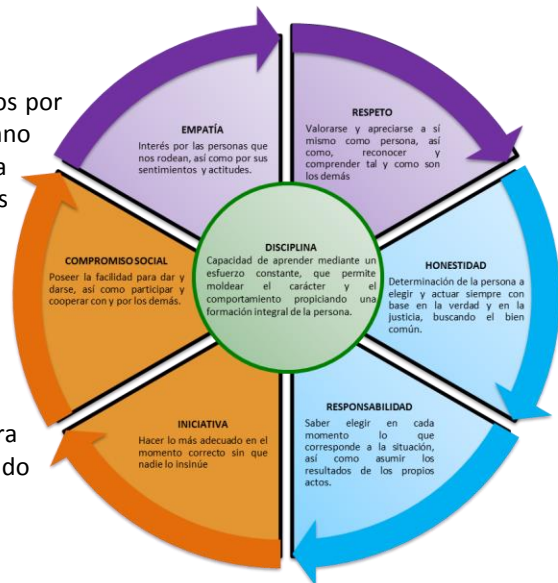 os por
ano
a
s
ra
do
EMPATÍA
Interés por las personas que
nos rodean, así como por sus
sentimientos y actitudes.
RESPETO
Valorarse y apreciarse a sí
mismo como persona, así
como, reconocer y
comprender tal y como son
los demás
COMPROMISO SOCIAL
Poseer la facilidad para dar y
darse, así como participar y
cooperar con y por los demás.
DISCIPLINA
Capacidad de aprender mediante un
esfuerzo constante, que permite
moldear el carácter y el
comportamiento propiciando una
formación integral de la persona.
HONESTIDAD
Determinación de la persona a
elegir y actuar siempre con
base en la verdad y en la
justicia, buscando el bien
común.
INICIATIVA
Hacer lo más adecuado en el
momento correcto sin que
nadie lo insinúe
RESPONSABILIDAD
Saber elegir en cada
momento lo que
corresponde a la situación,
así como asumir los
resultados de los propios
actos.